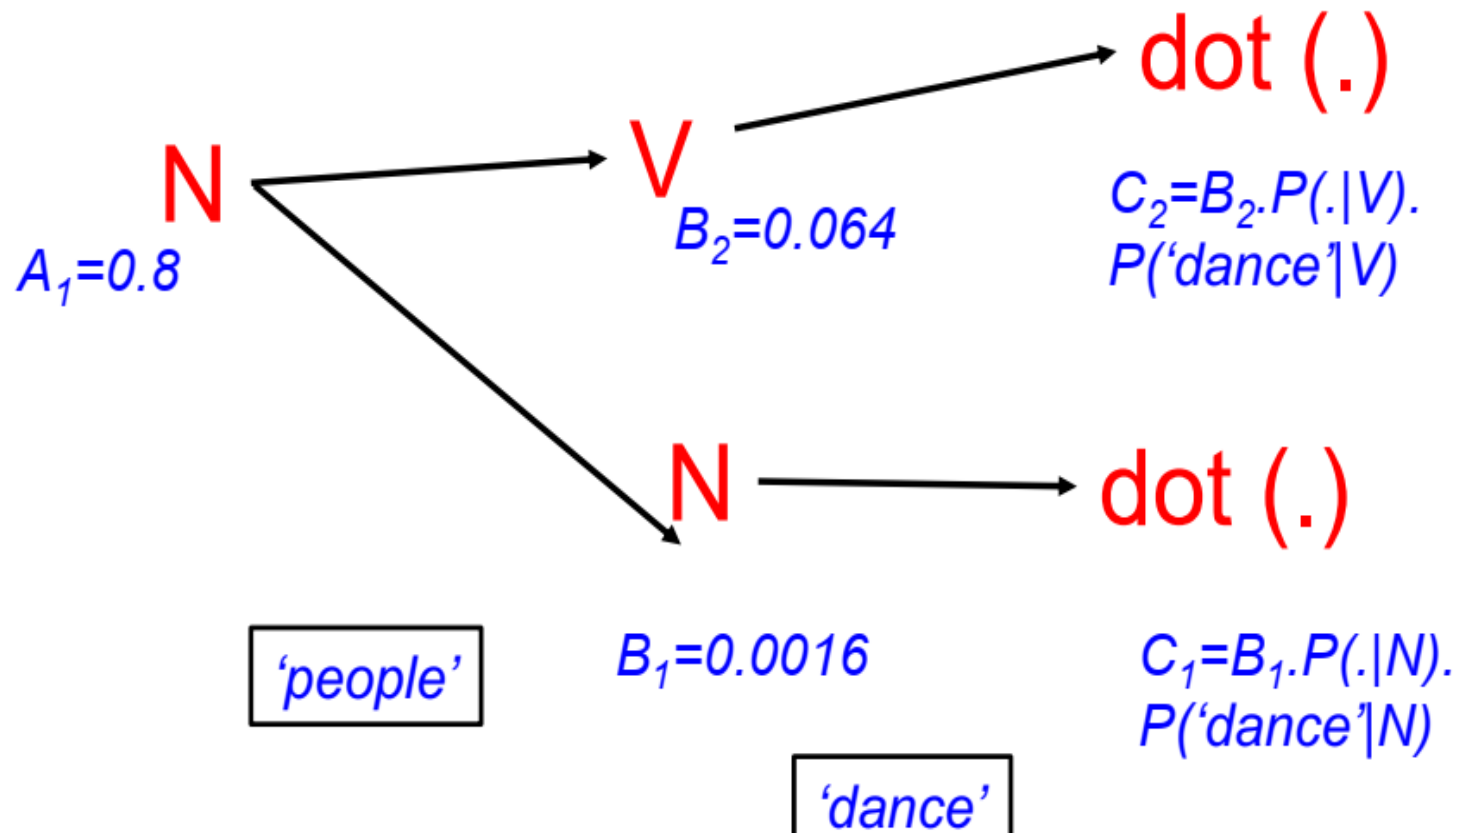 dot (.)
N
V
C₂=B₂.P(.|V).
P(‘dance’|V)
B₂=0.064
A₁=0.8
N
dot (.)
‘people’
B₁=0.0016
C₁=B₁.P(.|N).
P(‘dance’|N)
‘dance’